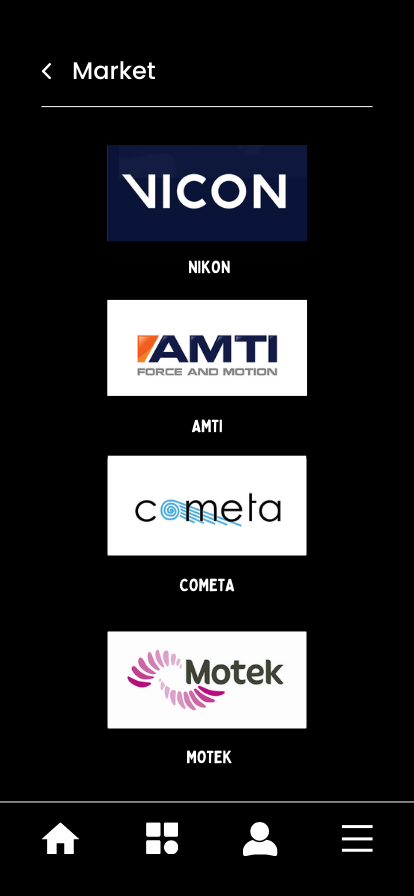 Market
VICON
NIKON
AMTI
FORCE AND MOTION
AMTI
cometa
COMETA
Motek
MOTEK